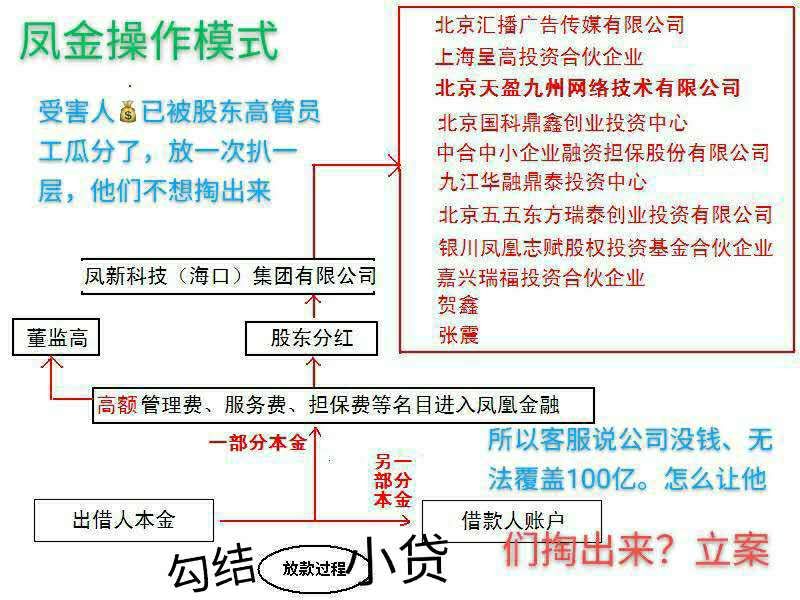 凤金操作模式
受害人💰已被股东高管员
工瓜分了，放一次扒一
层，他们不想掏出来
北京汇播广告传媒有限公司
上海呈高投资合伙企业
北京天盈九州网络技术有限公司
北京国科鼎鑫创业投资中心
中合中小企业融资担保股份有限公司
九江华融鼎泰投资中心
北京五五东方瑞泰创业投资有限公司
银川凤凰志赋股权投资基金合伙企业
嘉兴瑞福投资合伙企业
贺鑫
张震
凤新科技（海口）集团有限公司
董监高
股东分红
高额管理费、服务费、担保费等名目进入凤凰金融
一部分本金
另一
部分
本金
所以客服说公司没钱、无
法覆盖100亿。怎么让他
们掏出来？立案
出借人本金
借款人账户
勾结
放款过程
小贷